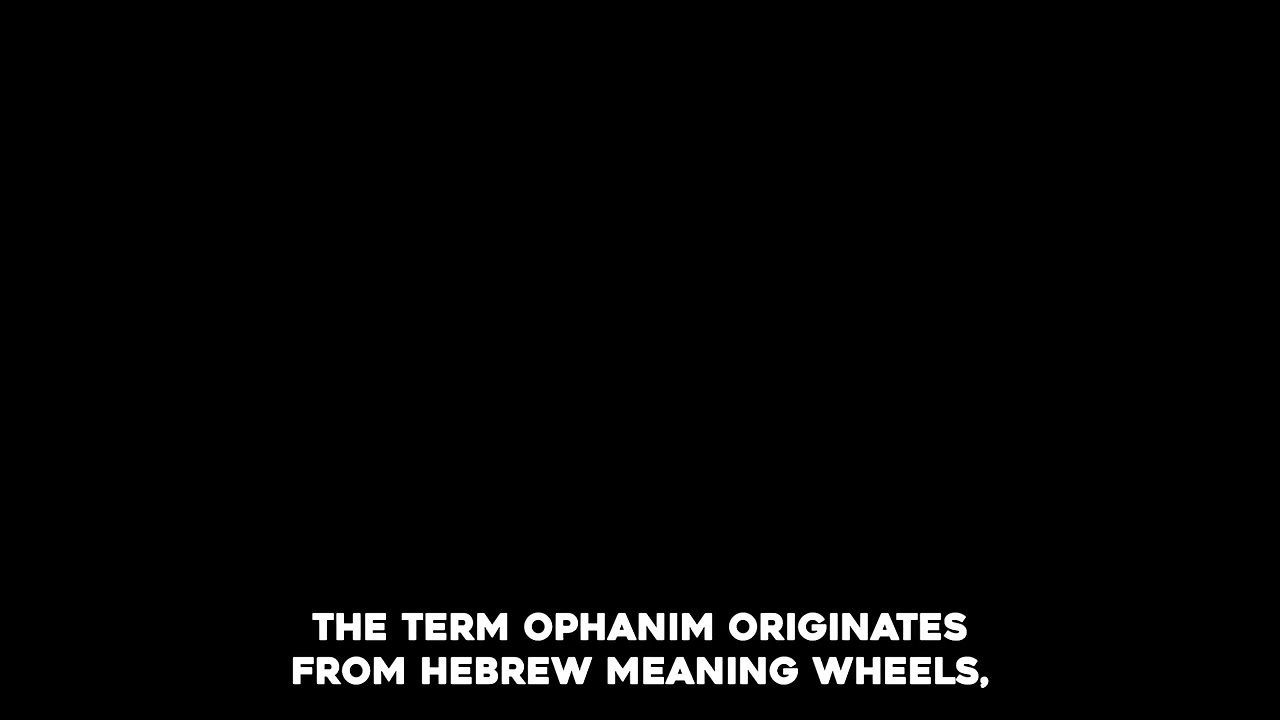 THE TERM OPHANIM ORIGINATES
FROM HEBREW MEANING WHEELS,